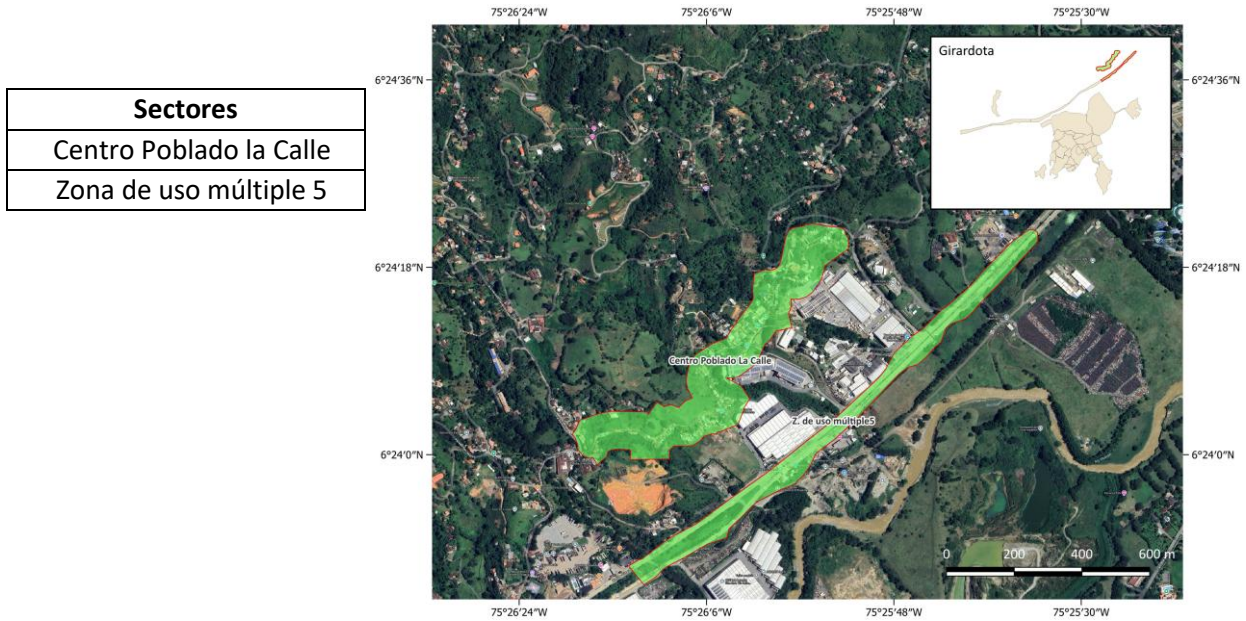 Sectores
Centro Poblado la Calle
Zona de uso múltiple 5
75°26'24"W 75°26'6"W 75°25'48"W 75°25'30"W
Girardota
6°24'36"N 6°24'36"N
6°24'18"N 6°24'18"N
Centro Poblado La Calle
Z. de uso múltiple5
6°24'0"N 6°24'0"N
0 200 400 600 m
75°26'24"W 75°26'6"W 75°25'48"W 75°25'30"W